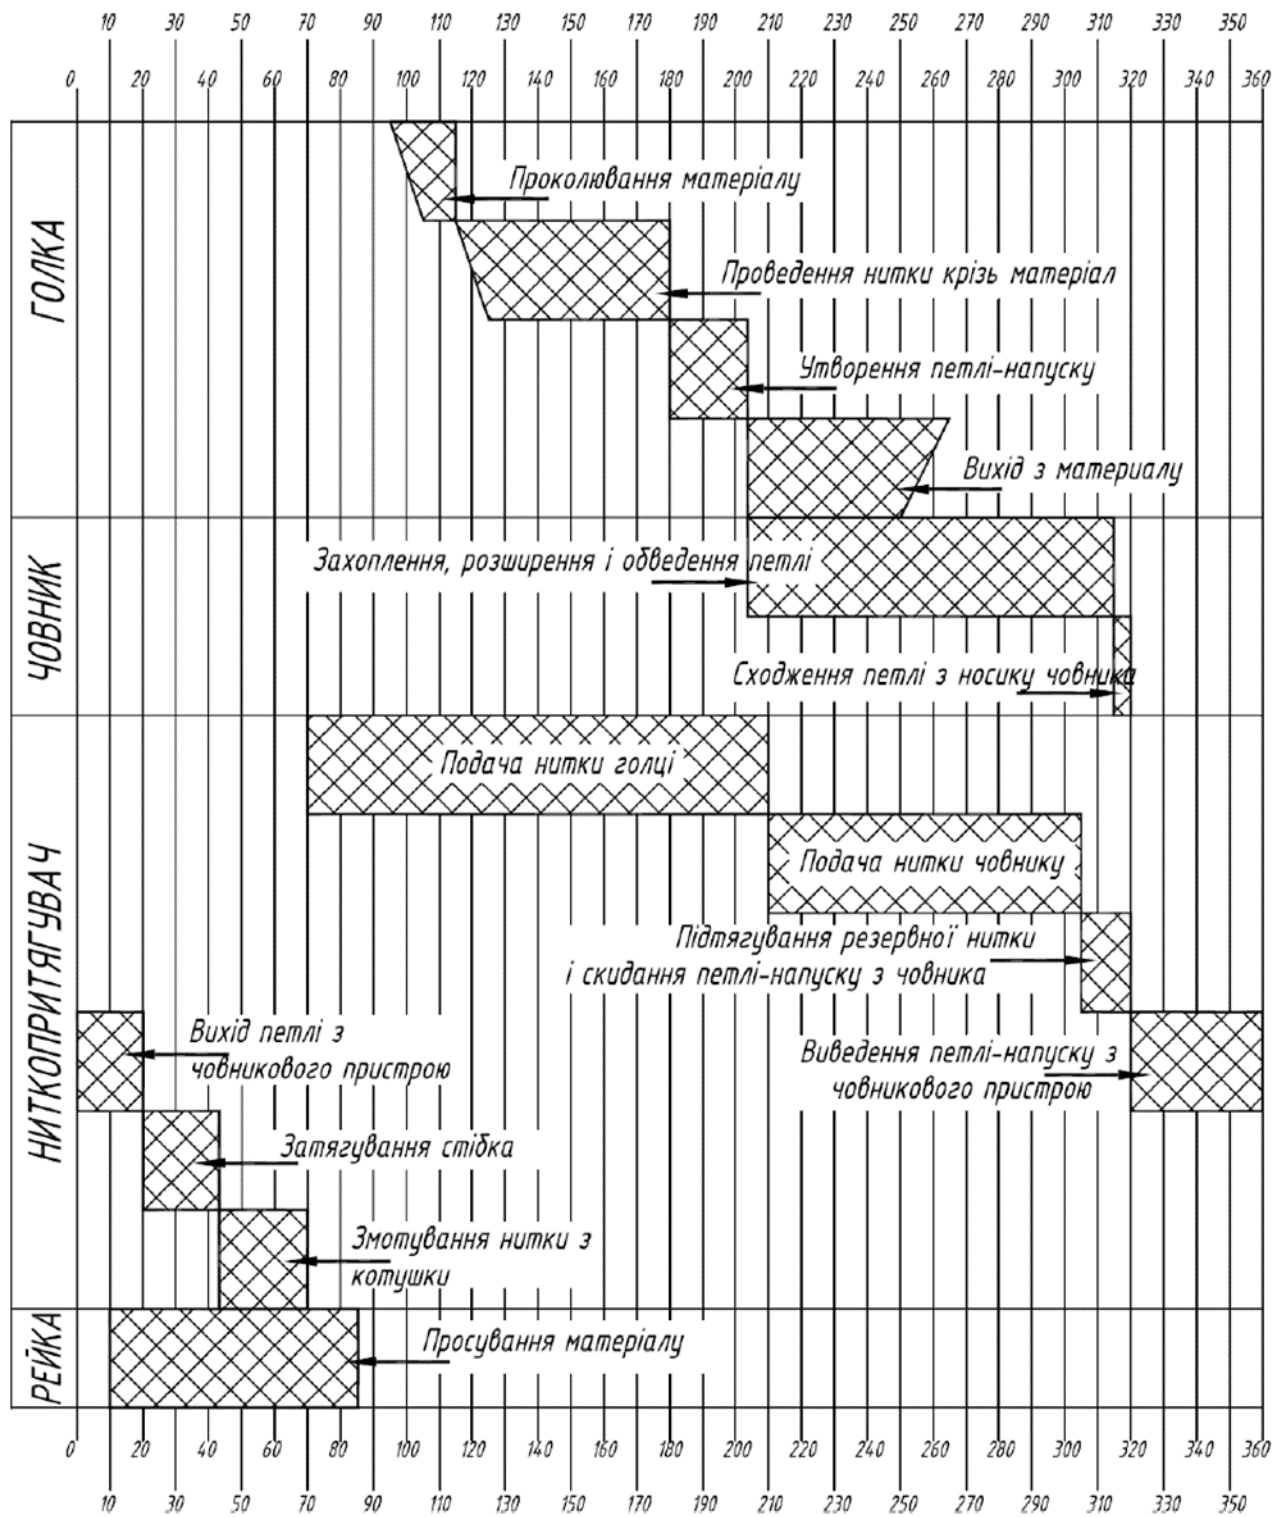 10 30 50 70 90 110 130 150 170 190 210 230 250 270 290 310 330 350
0 20 40 60 80 100 120 140 160 180 200 220 240 260 280 300 320 340 360
ГОЛКА
Проколювання матеріалу
Проведення нитки крізь матеріал
Утворення петлі-напуску
Вихід з материалу
ЧОВНИК
Захоплення, розширення і обведення петлі
Сходження петлі з носику човника
НИТКОПРИТЯГУВАЧ
Подача нитки голці
Подача нитки човнику
Підтягування резервної нитки
і скидання петлі-напуску з човника
Вихід петлі з
човникового пристрою
Виведення петлі-напуску з
човникового пристрою
Затягування стібка
Змотування нитки з
котушки
РЕЙКА
Просування матеріалу
0 20 40 60 80 100 120 140 160 180 200 220 240 260 280 300 320 340 360
10 30 50 70 90 110 130 150 170 190 210 230 250 270 290 310 330 350